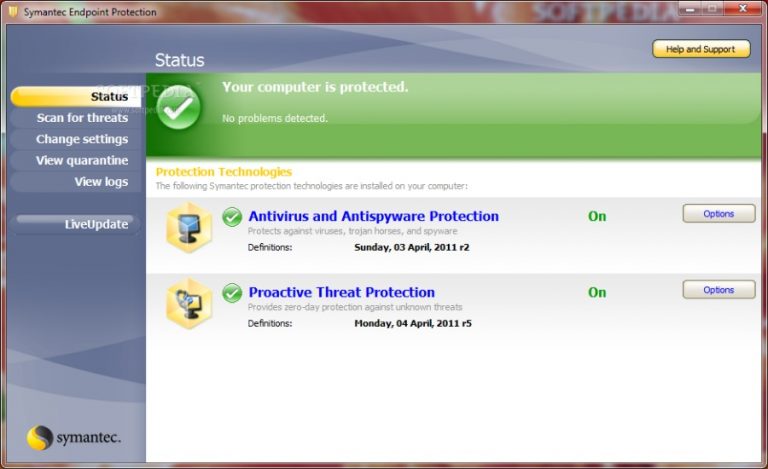 Symantec Endpoint Protection
SOFTPEDIA
Status
Help and Support
Status
Scan for threats
Change settings
View quarantine
View logs
LiveUpdate
SOFTPEDIA
Your computer is protected.
No problems detected.
Protection Technologies
The following Symantec protection technologies are installed on your computer:
Antivirus and Antispyware Protection
On
Options
Protects against viruses, trojan horses, and spyware
Definitions: Sunday, 03 April, 2011 r2
Proactive Threat Protection
On
Options
Provides zero-day protection against unknown threats
Definitions: Monday, 04 April, 2011 r5
symantec.